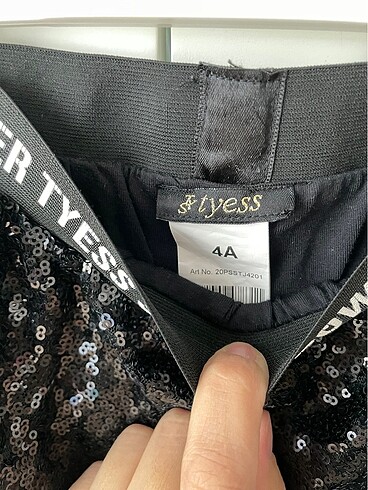 ER TYESS
tyess
4A
Art No. 20PSSTJ4201